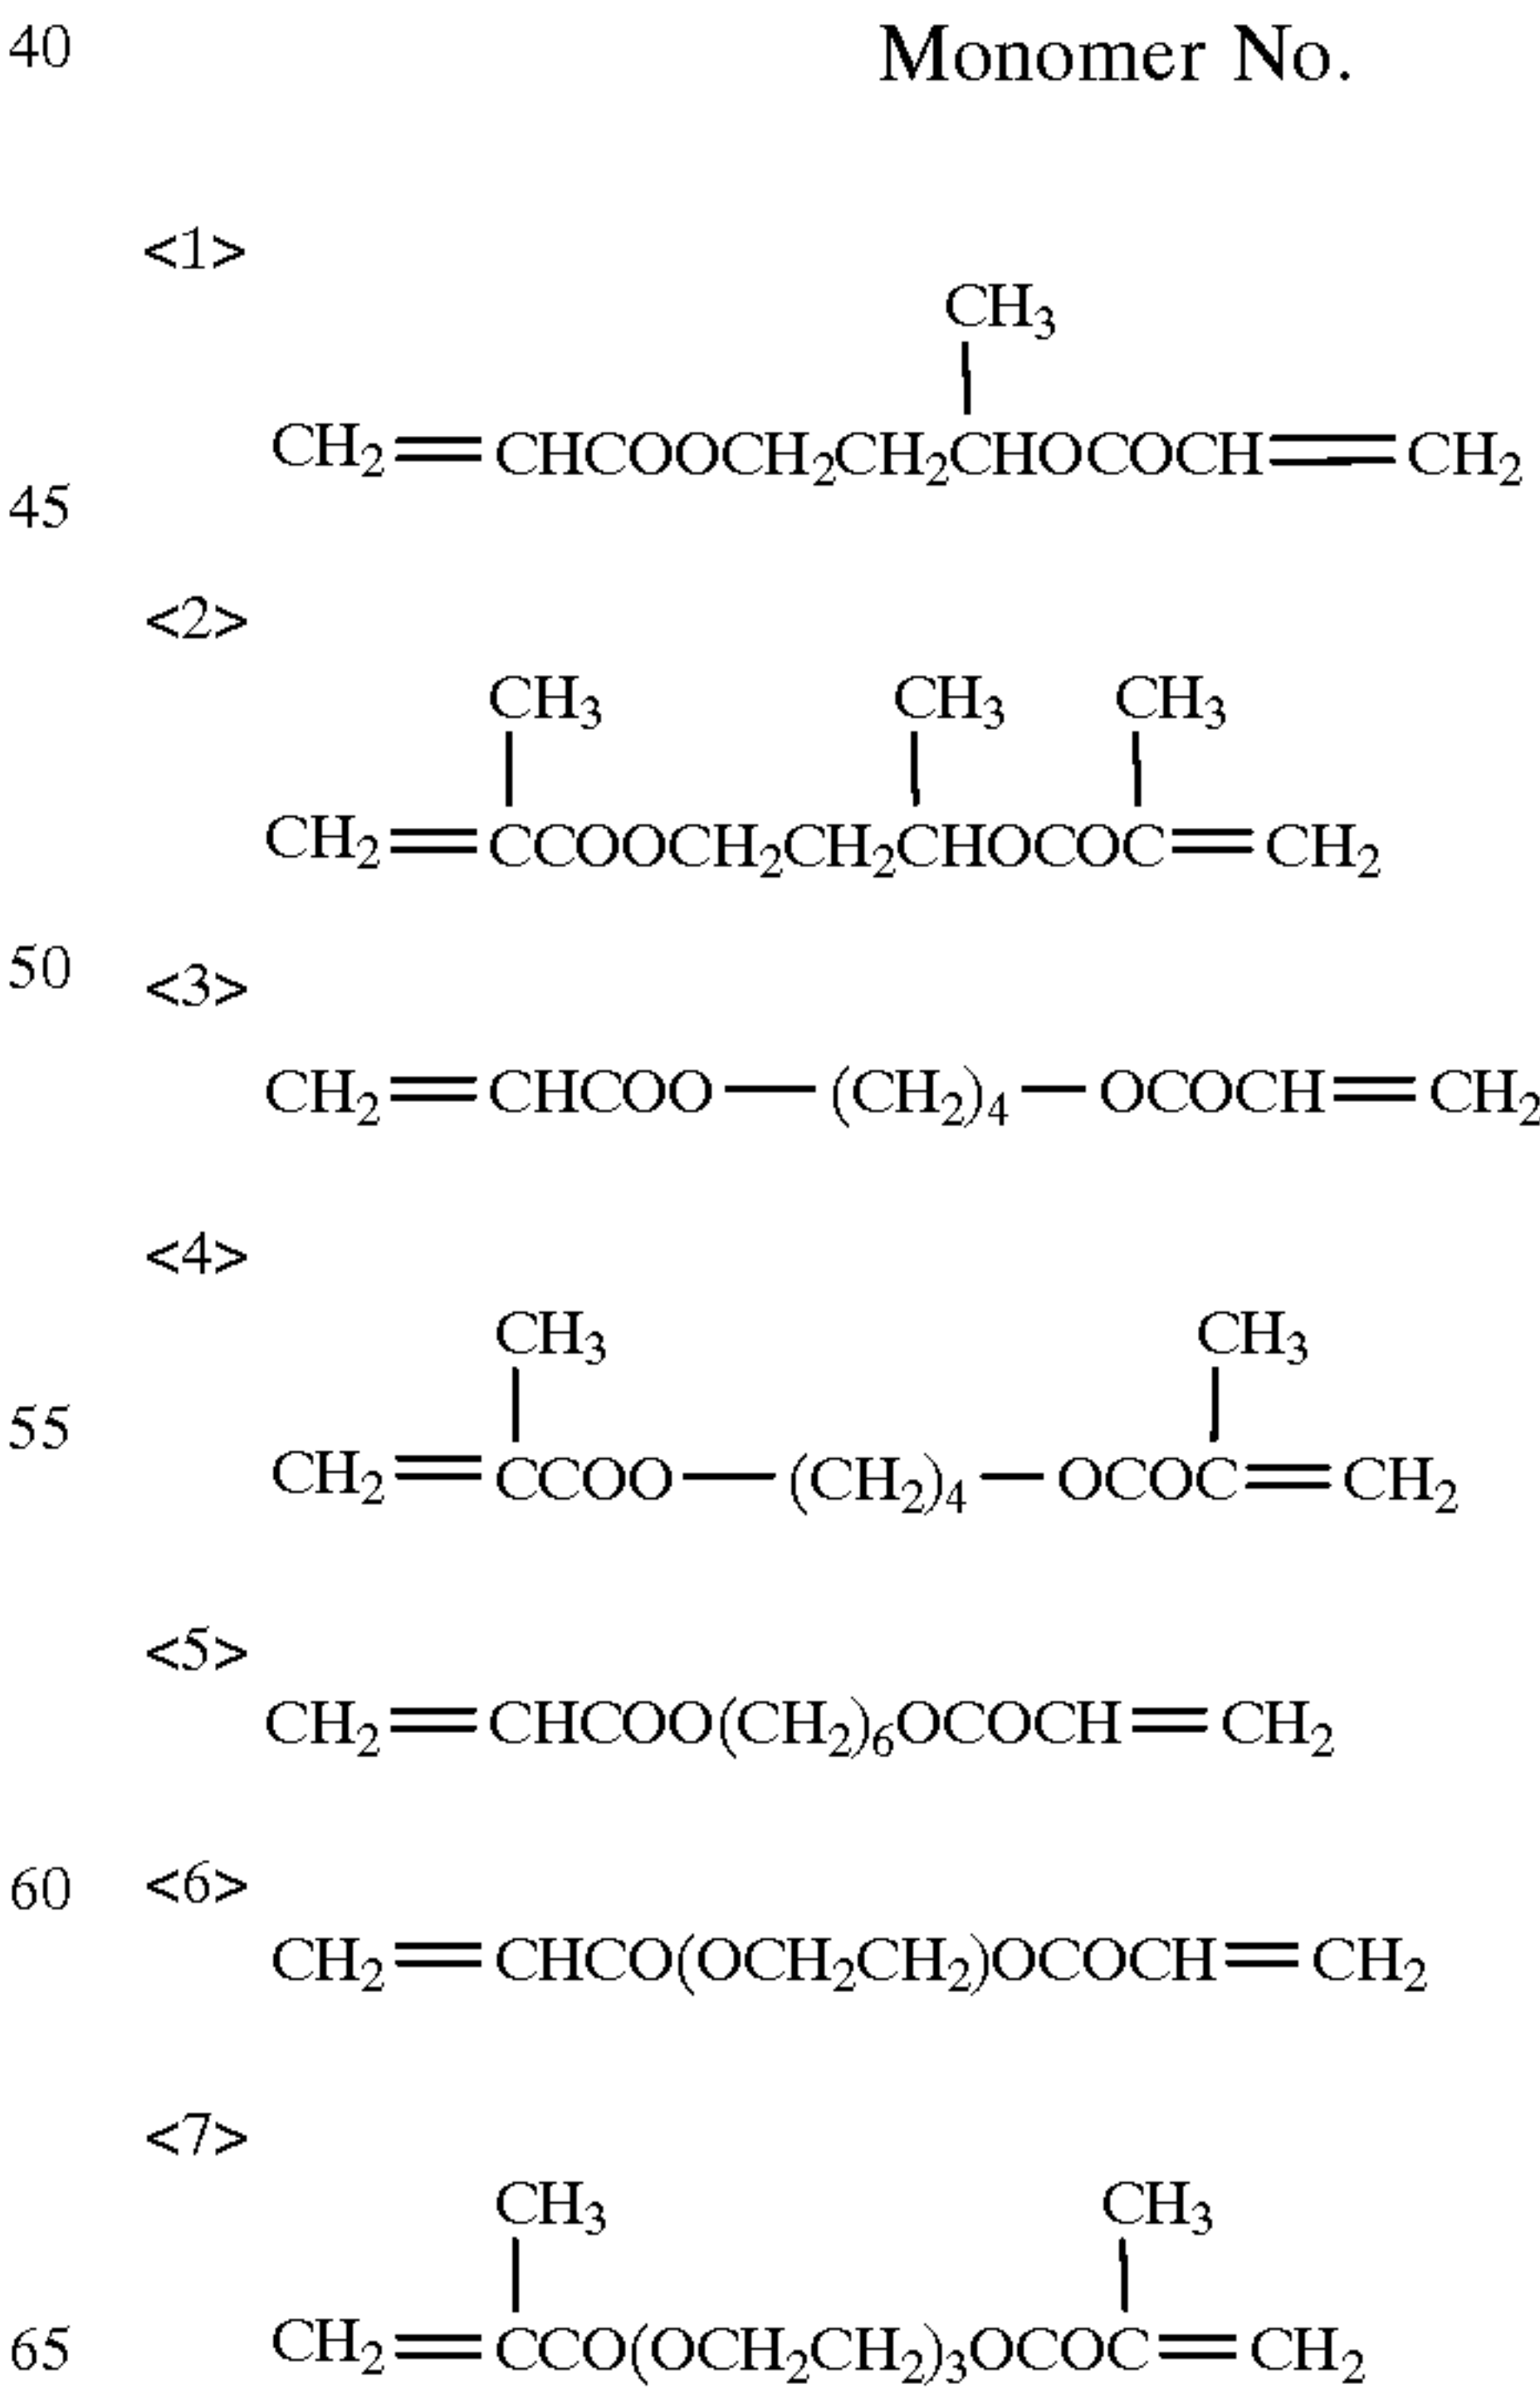 40 Monomer No.
<1>
CH3
CH2=CHCOOCH2CH2CHOCOCH=CH2
45
<2>
CH3 CH3 CH3
CH2=CCOOCH2CH2CHOCOC=CH2
50 <3>
CH2=CHCOO—(CH2)4—OCOCH=CH2
<4>
CH3 CH3
55
CH2=CCOO—(CH2)4—OCOC=CH2
<5>
CH2=CHCOO(CH2)6OCOCH=CH2
60 <6>
CH2=CHCO(OCH2CH2)OCOCH=CH2
<7>
CH3 CH3
65 CH2=CCO(OCH2CH2)3OCOC=CH2